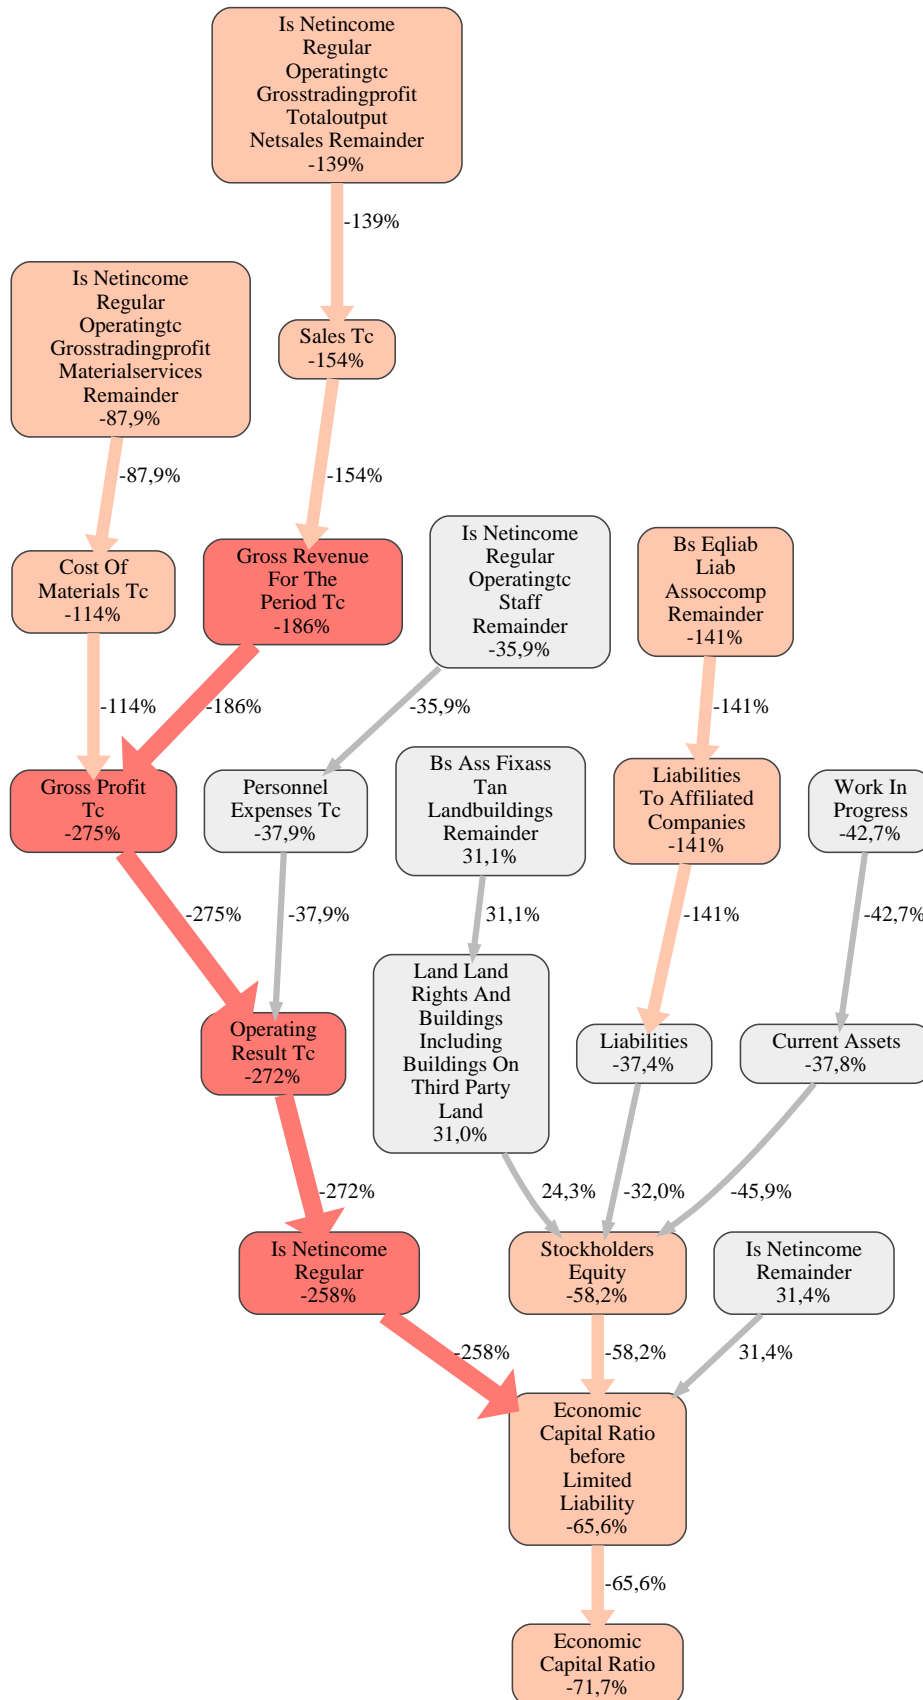 Is Netincome
Regular
Operatingtc
Grosstradingprofit
Totaloutput
Netsales Remainder
-139%
-139%
Is Netincome
Regular
Operatingtc
Grosstradingprofit
Materialservices
Remainder
-87,9%
Sales Tc
-154%
-87,9%
-154%
Cost Of
Materials Tc
-114%
Gross Revenue
For The
Period Tc
-186%
Is Netincome
Regular
Operatingtc
Staff
Remainder
-35,9%
Bs Eqliab
Liab
Assoccomp
Remainder
-141%
-114%
-186%
-35,9%
-141%
Gross Profit
Tc
-275%
Personnel
Expenses Tc
-37,9%
Bs Ass Fixass
Tan
Landbuildings
Remainder
31,1%
Liabilities
To Affiliated
Companies
-141%
Work In
Progress
-42,7%
-275%
-37,9%
31,1%
-141%
-42,7%
Operating
Result Tc
-272%
Land Land
Rights And
Buildings
Including
Buildings On
Third Party
Land
31,0%
Liabilities
-37,4%
Current Assets
-37,8%
-272%
24,3%
-32,0%
-45,9%
Is Netincome
Regular
-258%
Stockholders
Equity
-58,2%
Is Netincome
Remainder
31,4%
-258%
-58,2%
31,4%
Economic
Capital Ratio
before
Limited
Liability
-65,6%
-65,6%
Economic
Capital Ratio
-71,7%